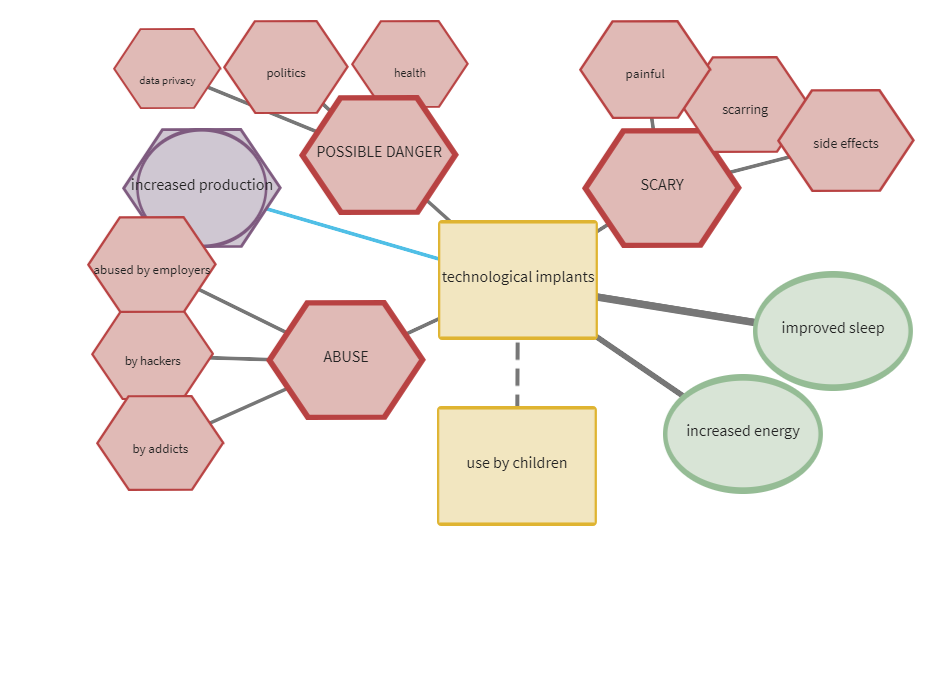 data privacy
politics
health
POSSIBLE DANGER
painful
scarring
side effects
SCARY
increased production
abused by employers
by hackers
by addicts
ABUSE
technological implants
use by children
improved sleep
increased energy